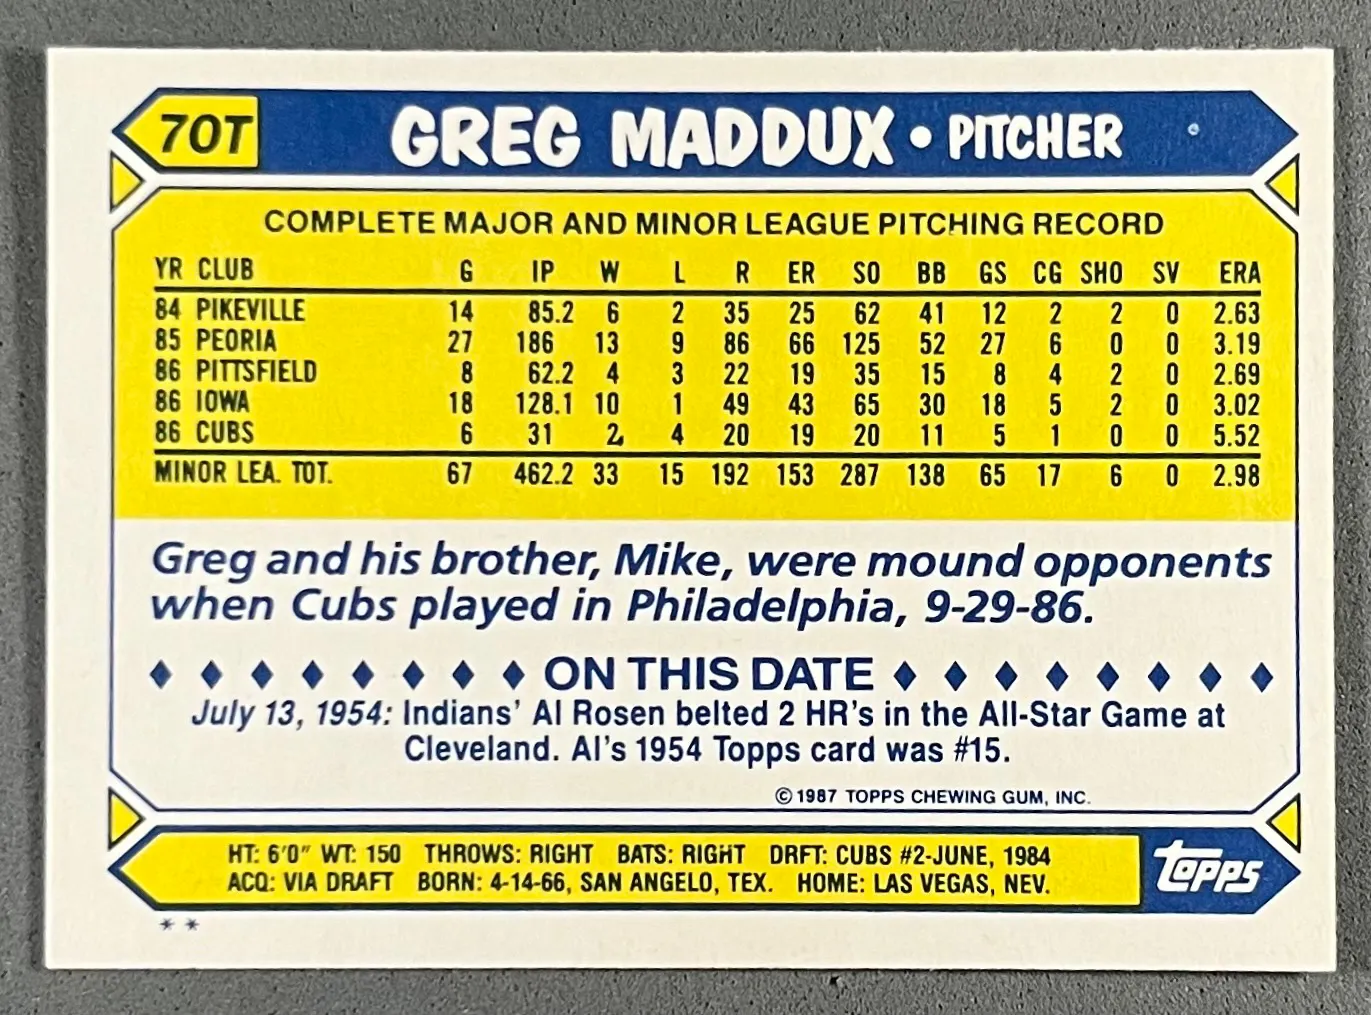 70T GREG MADDUX • PITCHER
COMPLETE MAJOR AND MINOR LEAGUE PITCHING RECORD
YR CLUB G IP W L R ER SO BB GS CG SHO SV ERA
84 PIKEVILLE 14 85.2 6 2 35 25 62 41 12 2 2 0 2.63
85 PEORIA 27 186 13 9 86 66 125 52 27 6 0 0 3.19
86 PITTSFIELD 8 62.2 4 3 22 19 35 15 8 4 2 0 2.69
86 IOWA 18 128.1 10 1 49 43 65 30 18 5 2 0 3.02
86 CUBS 6 31 2 4 20 19 20 11 5 1 0 0 5.52
MINOR LEA. TOT. 67 462.2 33 15 192 153 287 138 65 17 6 0 2.98
Greg and his brother, Mike, were mound opponents
when Cubs played in Philadelphia, 9-29-86.
ON THIS DATE
July 13, 1954: Indians' Al Rosen belted 2 HR's in the All-Star Game at
Cleveland. Al's 1954 Topps card was #15.
© 1987 TOPPS CHEWING GUM, INC.
HT: 6'0" WT: 150 THROWS: RIGHT BATS: RIGHT DRFT: CUBS #2-JUNE, 1984
ACQ: VIA DRAFT BORN: 4-14-66, SAN ANGELO, TEX. HOME: LAS VEGAS, NEV.
topps
**